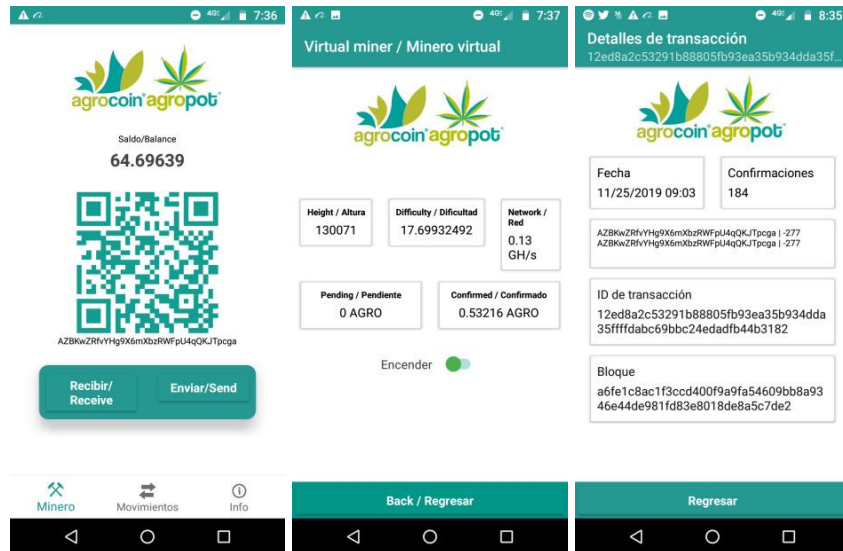 4G 7:36
agrocoin agropot
Saldo/Balance
64.69639
AZBKwZRfvYHg9X6mXbzRWFpU4qQKJTpcga
Recibir/
Receive
Enviar/Send
Minero
Movimientos
Info
4G 7:37
Virtual miner / Minero virtual
agrocoin agropot
Height / Altura
130071
Difficulty / Dificultad
17.69932492
Network /
Red
0.13
GH/s
Pending / Pendiente
0 AGRO
Confirmed / Confirmado
0.53216 AGRO
Encender
Back / Regresar
4G 8:35
Detalles de transacción
12ed8a2c53291b88805fb93ea35b934dda35f...
agrocoin agropot
Fecha
11/25/2019 09:03
Confirmaciones
184
AZBKwZRfvYHg9X6mXbzRWFpU4qQKJTpcga | -277
AZBKwZRfvYHg9X6mXbzRWFpU4qQKJTpcga | -277
ID de transacción
12ed8a2c53291b88805fb93ea35b934dda
35ffffdabc69bbc24edadfb44b3182
Bloque
a6fe1c8ac1f3ccd400f9a9fa54609bb8a93
46e44de981fd83e8018de8a5c7de2
Regresar